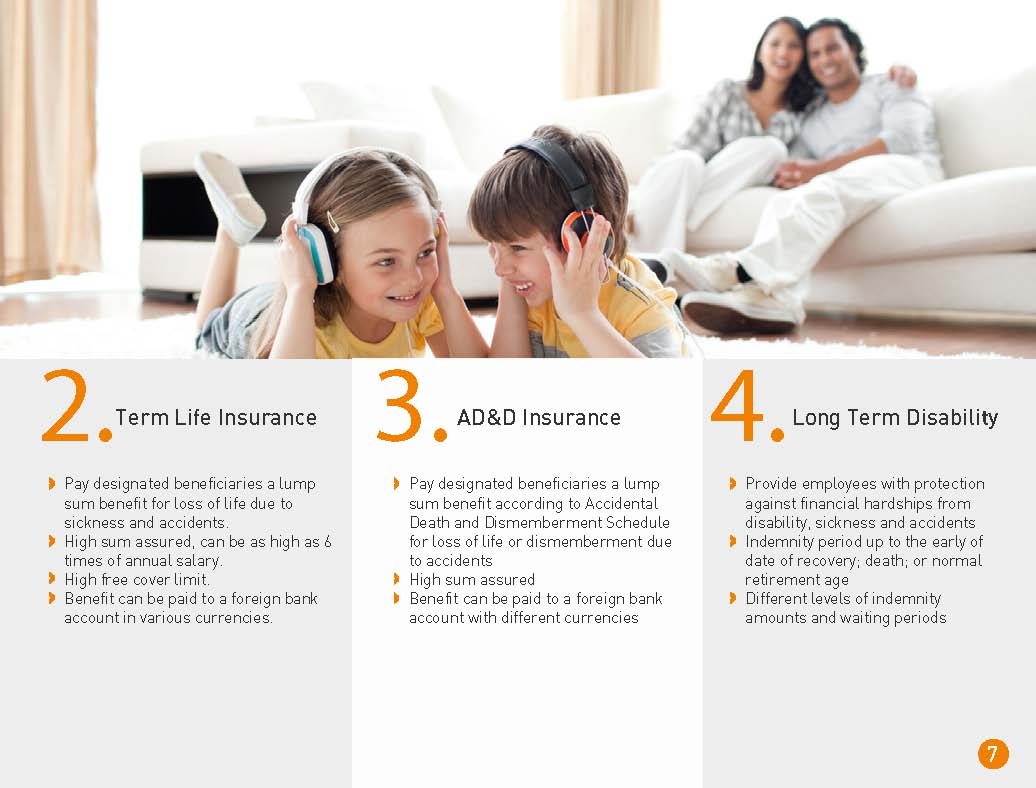 2. Term Life Insurance
Pay designated beneficiaries a lump
sum benefit for loss of life due to
sickness and accidents.
High sum assured, can be as high as 6
times of annual salary.
High free cover limit.
Benefit can be paid to a foreign bank
account in various currencies.
3. AD&D Insurance
Pay designated beneficiaries a lump
sum benefit according to Accidental
Death and Dismemberment Schedule
for loss of life or dismemberment due
to accidents
High sum assured
Benefit can be paid to a foreign bank
account with different currencies
4. Long Term Disability
Provide employees with protection
against financial hardships from
disability, sickness and accidents
Indemnity period up to the early of
date of recovery; death; or normal
retirement age
Different levels of indemnity
amounts and waiting periods
7